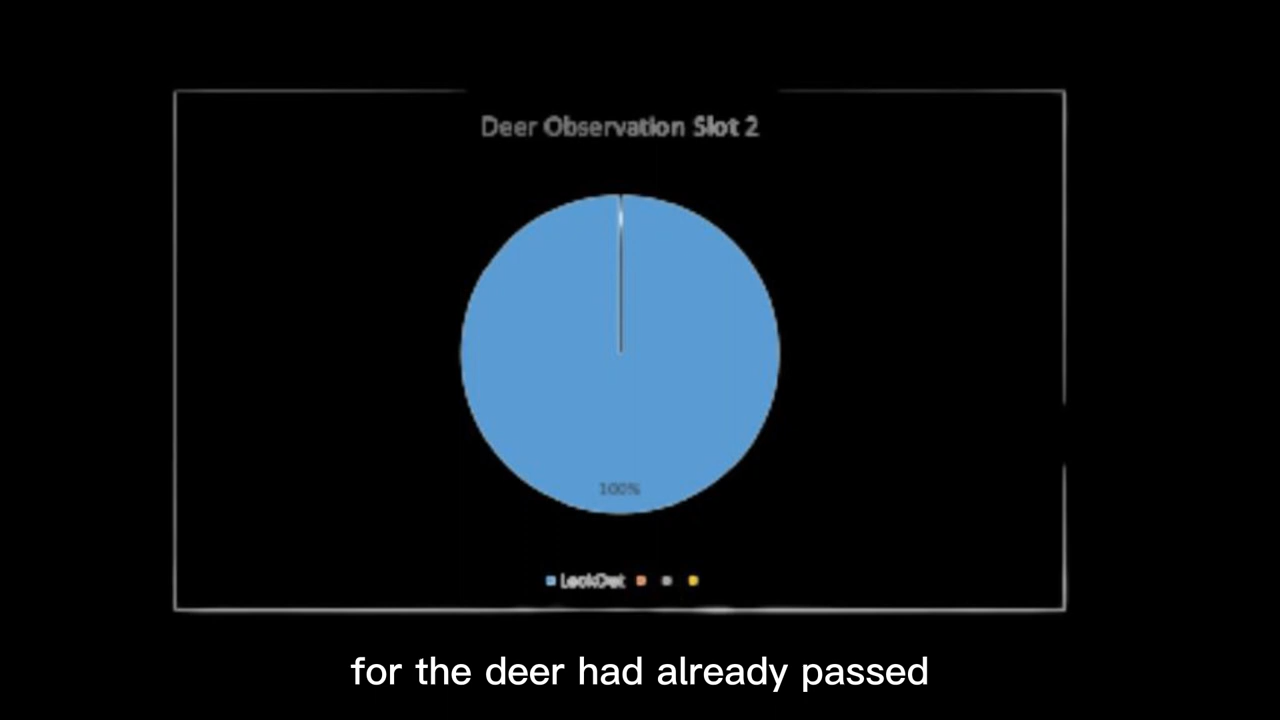 Deer Observation Slot 2
100%
LookOut
for the deer had already passed